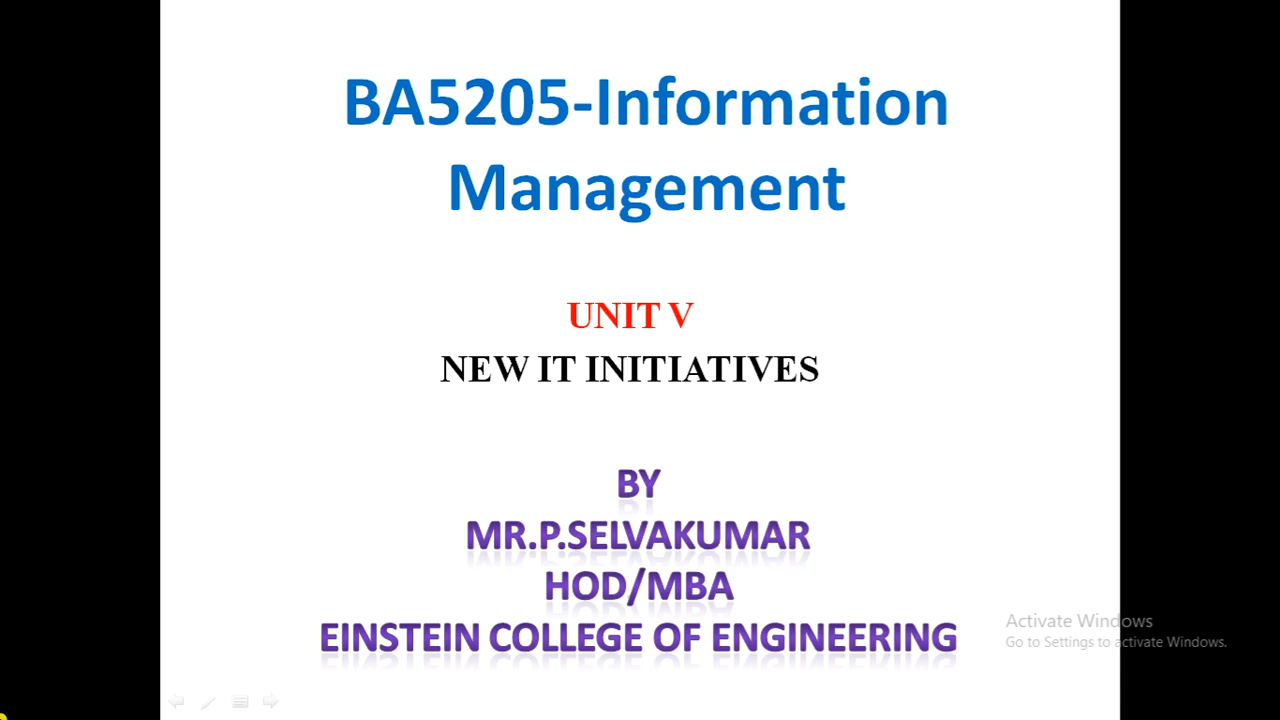 BA5205-Information
Management
UNIT V
NEW IT INITIATIVES
BY
MR.P.SELVAKUMAR
HOD/MBA
EINSTEIN COLLEGE OF ENGINEERING
Activate Windows
Go to Settings to activate Windows.